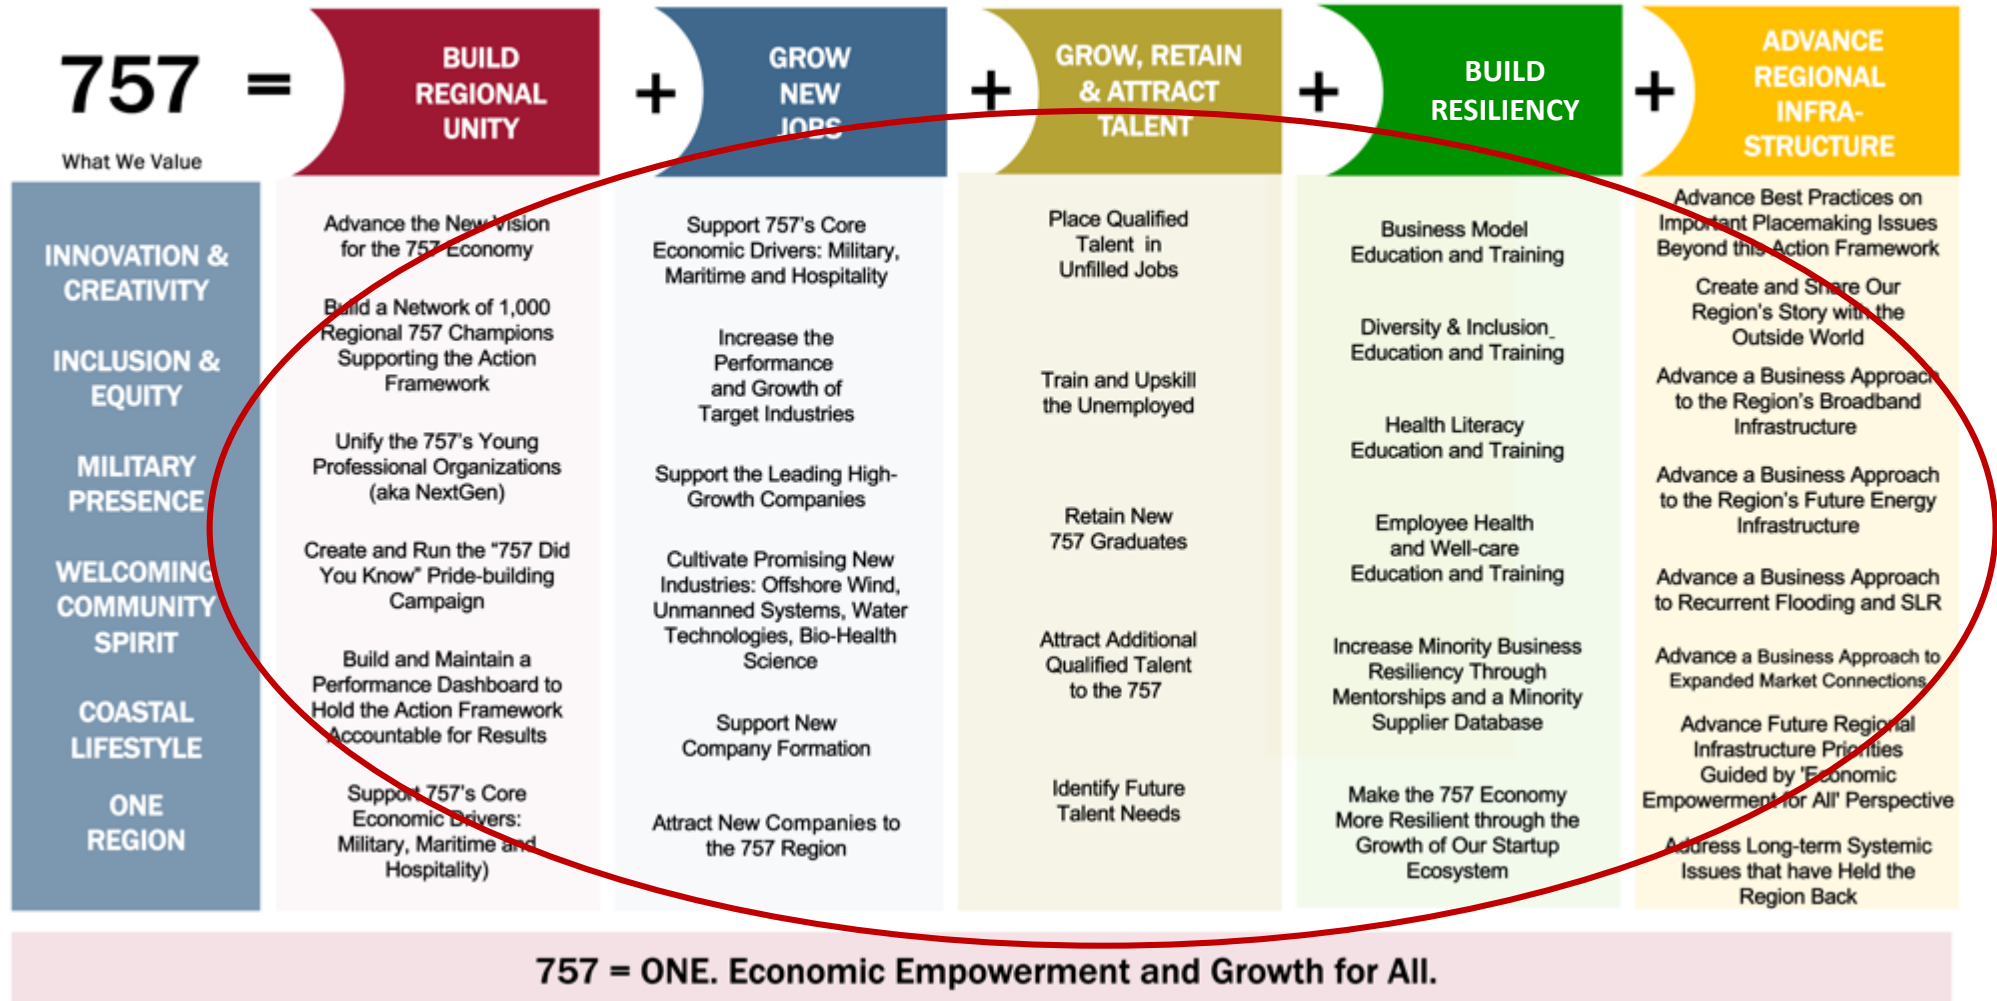 757
=
What We Value
BUILD
REGIONAL
UNITY
+
GROW
NEW
JOBS
+
GROW, RETAIN
& ATTRACT
TALENT
+
BUILD
RESILIENCY
+
ADVANCE
REGIONAL
INFRA-
STRUCTURE
INNOVATION &
CREATIVITY
INCLUSION &
EQUITY
MILITARY
PRESENCE
WELCOMING
COMMUNITY
SPIRIT
COASTAL
LIFESTYLE
ONE
REGION
Advance the New Vision
for the 757 Economy
Build a Network of 1,000
Regional 757 Champions
Supporting the Action
Framework
Unify the 757's Young
Professional Organizations
(aka NextGen)
Create and Run the "757 Did
You Know" Pride-building
Campaign
Build and Maintain a
Performance Dashboard to
Hold the Action Framework
Accountable for Results
Support 757's Core
Economic Drivers:
Military, Maritime and
Hospitality)
Support 757's Core
Economic Drivers: Military,
Maritime and Hospitality
Increase the
Performance
and Growth of
Target Industries
Support the Leading High-
Growth Companies
Cultivate Promising New
Industries: Offshore Wind,
Unmanned Systems, Water
Technologies, Bio-Health
Science
Support New
Company Formation
Attract New Companies to
the 757 Region
Place Qualified
Talent in
Unfilled Jobs
Train and Upskill
the Unemployed
Retain New
757 Graduates
Attract Additional
Qualified Talent
to the 757
Identify Future
Talent Needs
Business Model
Education and Training
Diversity & Inclusion
Education and Training
Health Literacy
Education and Training
Employee Health
and Well-care
Education and Training
Increase Minority Business
Resiliency Through
Mentorships and a Minority
Supplier Database
Make the 757 Economy
More Resilient through the
Growth of Our Startup
Ecosystem
Advance Best Practices on
Important Placemaking Issues
Beyond this Action Framework
Create and Share Our
Region's Story with the
Outside World
Advance a Business Approach
to the Region's Broadband
Infrastructure
Advance a Business Approach
to the Region's Future Energy
Infrastructure
Advance a Business Approach
to Recurrent Flooding and SLR
Advance a Business Approach to
Expanded Market Connections
Advance Future Regional
Infrastructure Priorities
Guided by 'Economic
Empowerment for All' Perspective
Address Long-term Systemic
Issues that have Held the
Region Back
757 = ONE. Economic Empowerment and Growth for All.